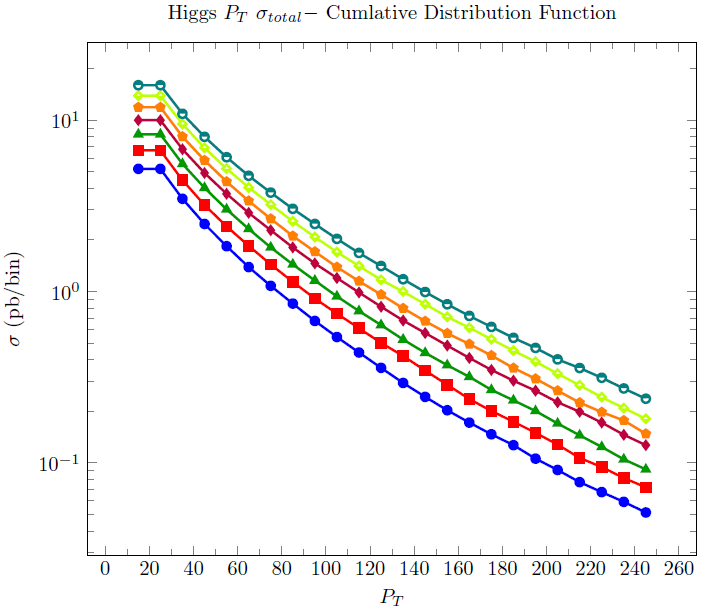 Higgs P_T σ_total− Cumlative Distribution Function
10^1
10^0
10^−1
σ (pb/bin)
0 20 40 60 80 100 120 140 160 180 200 220 240 260
P_T